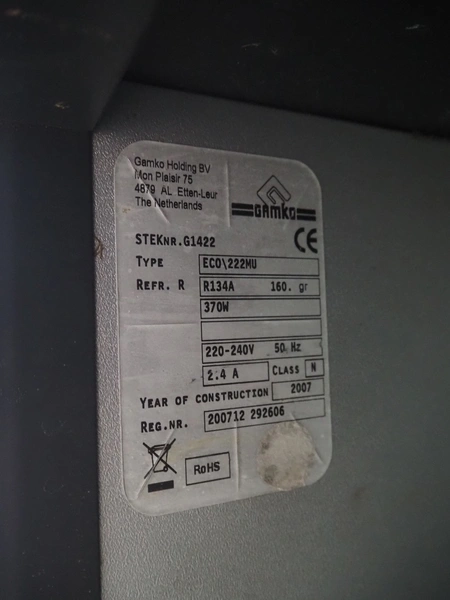 Gamko Holding BV
Mon Plaisir 75
4879 AL Etten-Leur
The Netherlands
GAMKO
CE
STEKNR.G1422
TYPE ECO\222MU
REFR. R R134A 160. gr
370W
220-240V 50 Hz
2.4 A CLASS N
YEAR OF CONSTRUCTION 2007
REG.NR. 200712 292606
RoHS